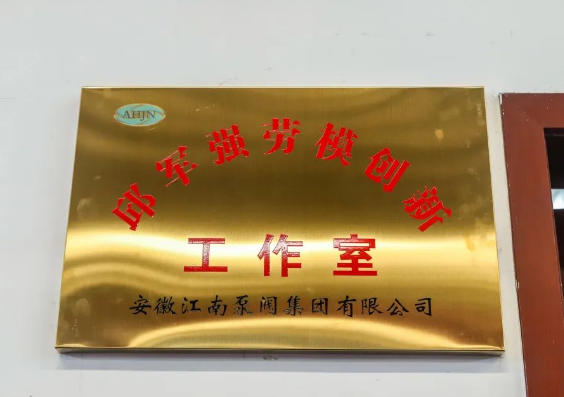 AHJN
邱军强劳模创新
工作室
安徽江南泵阀集团有限公司